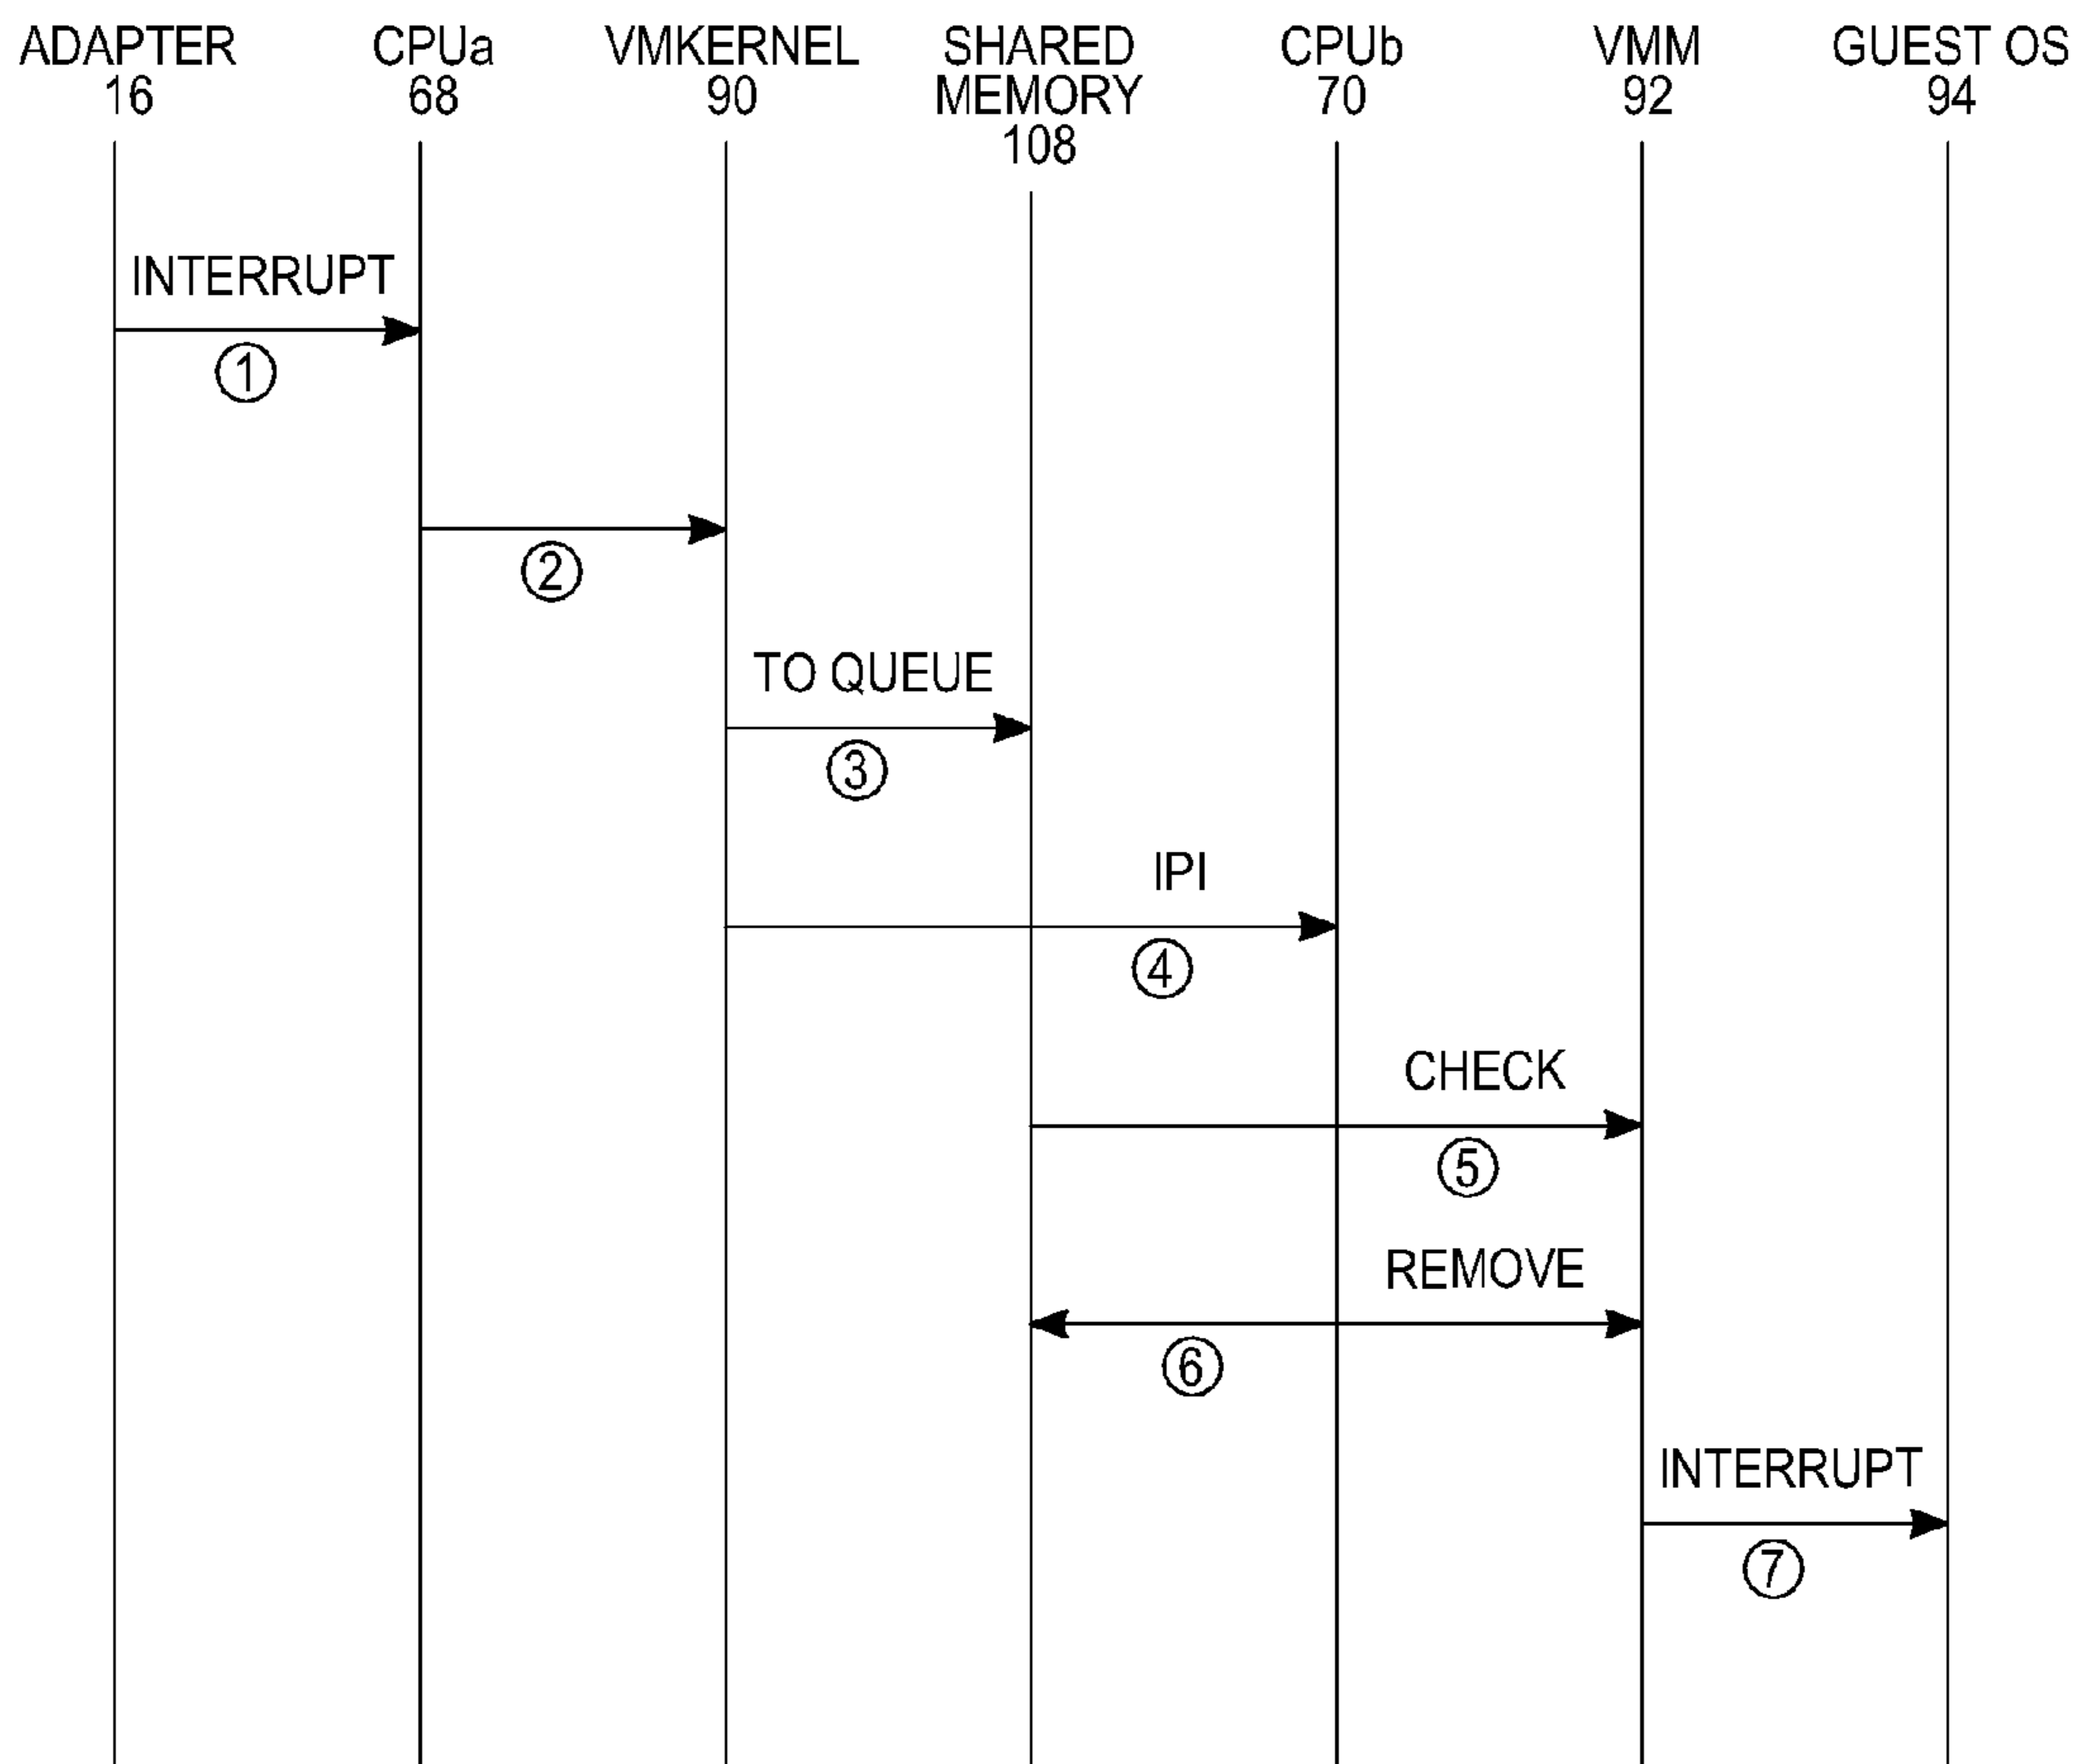 ADAPTER
16
CPUa
68
VMKERNEL
90
SHARED
MEMORY
108
CPUb
70
VMM
92
GUEST OS
94
INTERRUPT
1
2
TO QUEUE
3
IPI
4
CHECK
5
REMOVE
6
INTERRUPT
7